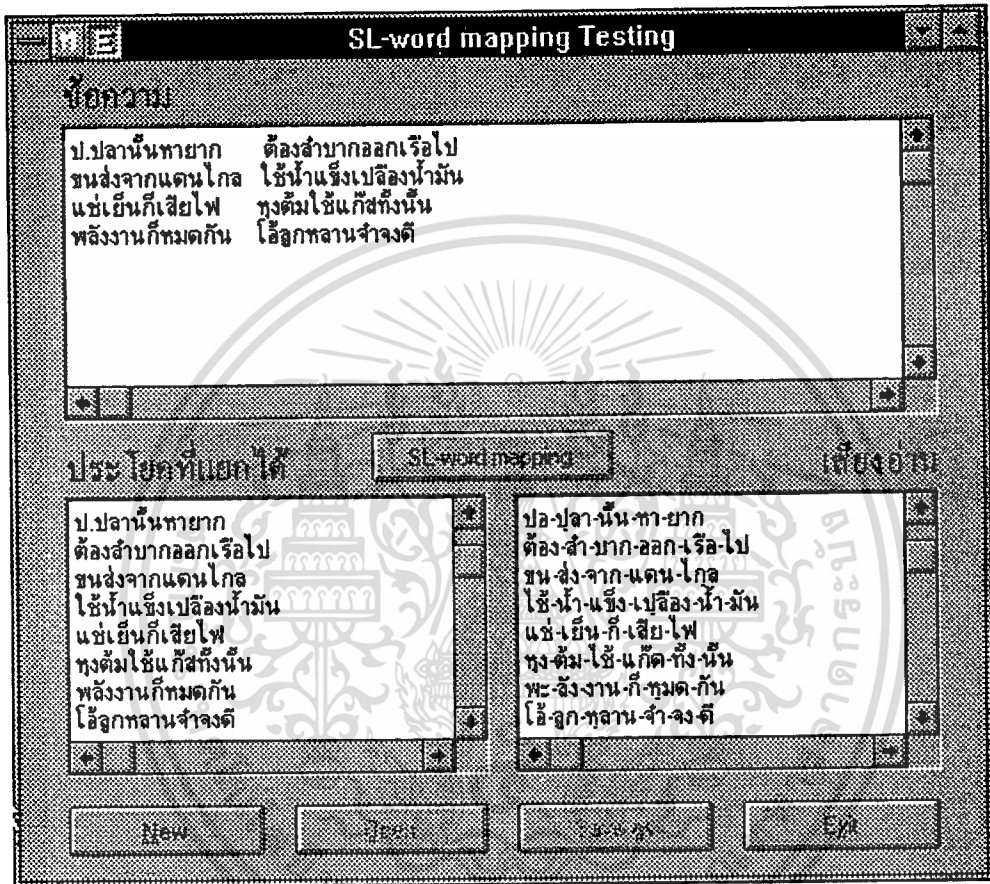 SL-word mapping Testing
ข้อความ
ป.ปลานั้นหายาก ต้องลำบากออกเรือไป
ขนส่งจากแดนไกล ใช้น้ำแข็งเปลืองน้ำมัน
แช่เย็นก็เสียไฟ หุงต้มใช้แก๊สทั้งนั้น
พลังงานก็หมดกัน โอ้ลูกหลานจำจงดี
ประโยคที่แยกได้ SL-word mapping เสียงอ่าน
ป.ปลานั้นหายาก
ต้องลำบากออกเรือไป
ขนส่งจากแดนไกล
ใช้น้ำแข็งเปลืองน้ำมัน
แช่เย็นก็เสียไฟ
หุงต้มใช้แก๊สทั้งนั้น
พลังงานก็หมดกัน
โอ้ลูกหลานจำจงดี
ปอ-ปลา-นั้น-หา-ยาก
ต้อง-ลำ-บาก-ออก-เรือ-ไป
ขน-ส่ง-จาก-แดน-ไกล
ใช้-น้ำ-แข็ง-เปลือง-น้ำ-มัน
แช่-เย็น-ก็-เสีย-ไฟ
หุง-ต้ม-ใช้-แก๊ด-ทั้ง-นั้น
พะ-ลัง-งาน-ก็-หมด-กัน
โอ้-ลูก-หลาน-จำ-จง-ดี
New Exit